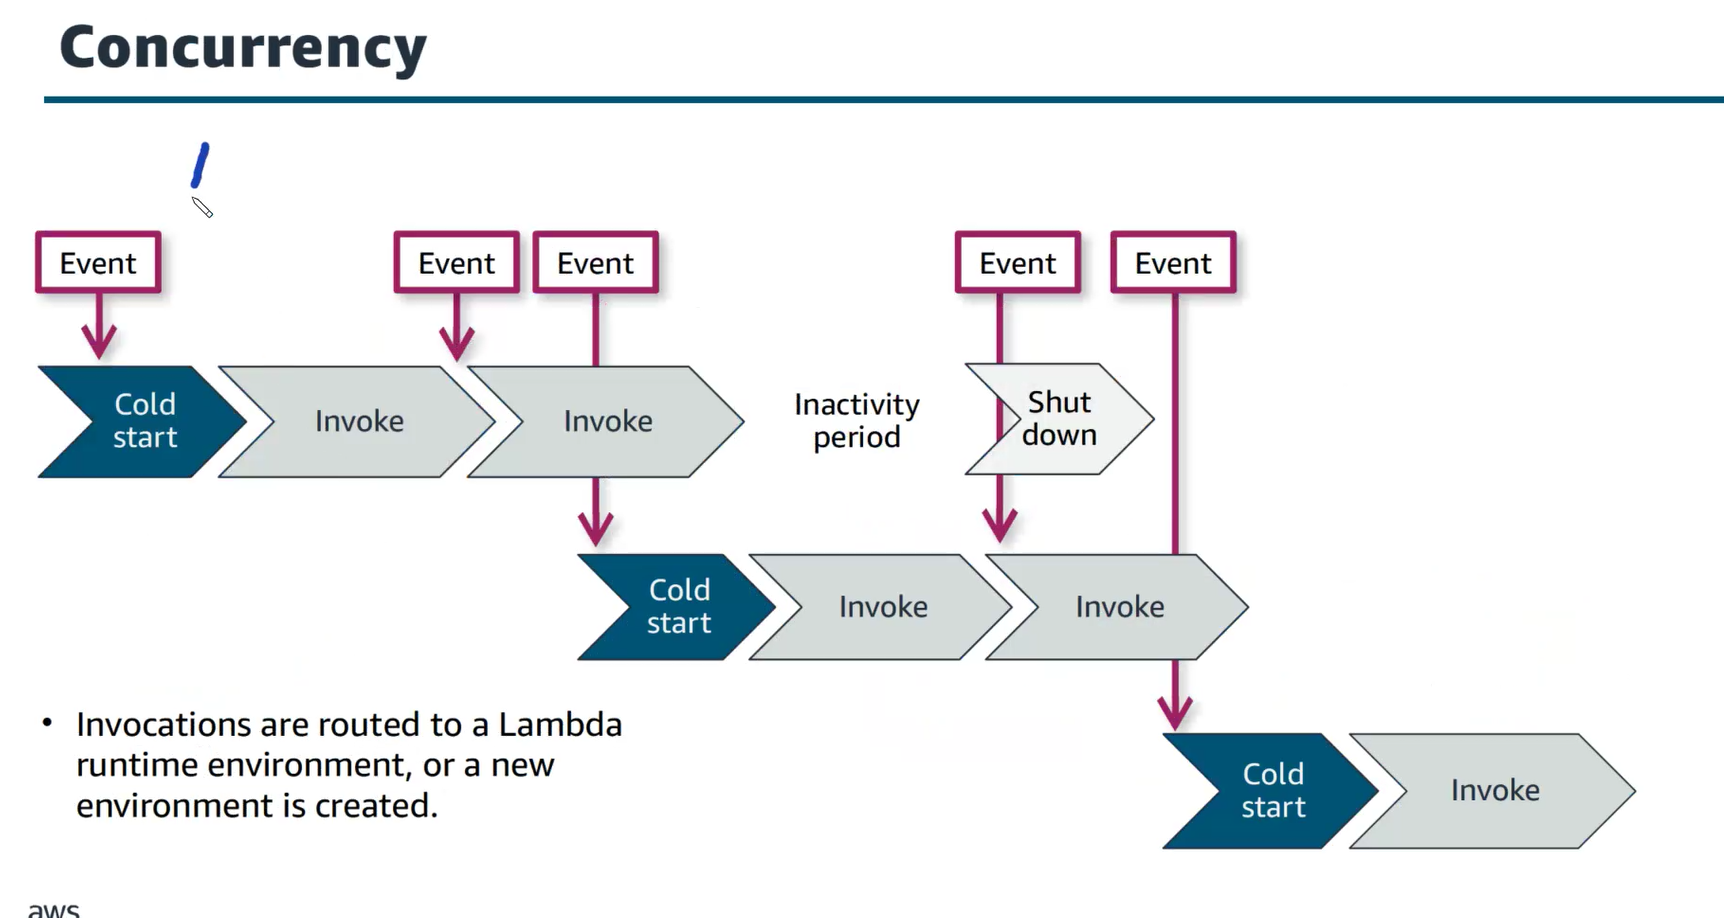 Concurrency
Event
Event
Event
Event
Event
Cold
start
Invoke
Invoke
Inactivity
period
Shut
down
Cold
start
Invoke
Invoke
• Invocations are routed to a Lambda
runtime environment, or a new
environment is created.
Cold
start
Invoke
aws